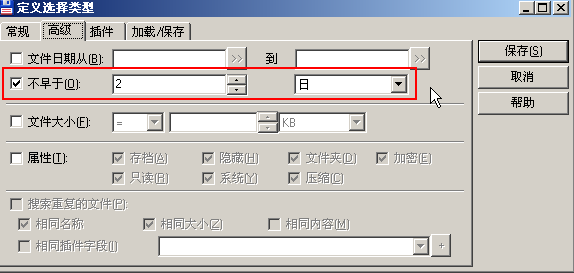 定义选择类型
常规 高级 插件 加载/保存
文件日期从(B): >> 到 >>
不早于(O): 2 日
文件大小(F): = KB
属性(T): 存档(A) 隐藏(H) 文件夹(D) 加密(E)
只读(R) 系统(Y) 压缩(C)
搜索重复的文件(P):
相同名称 相同大小(Z) 相同内容(M)
相同插件字段(I) +
保存(S)
取消
帮助